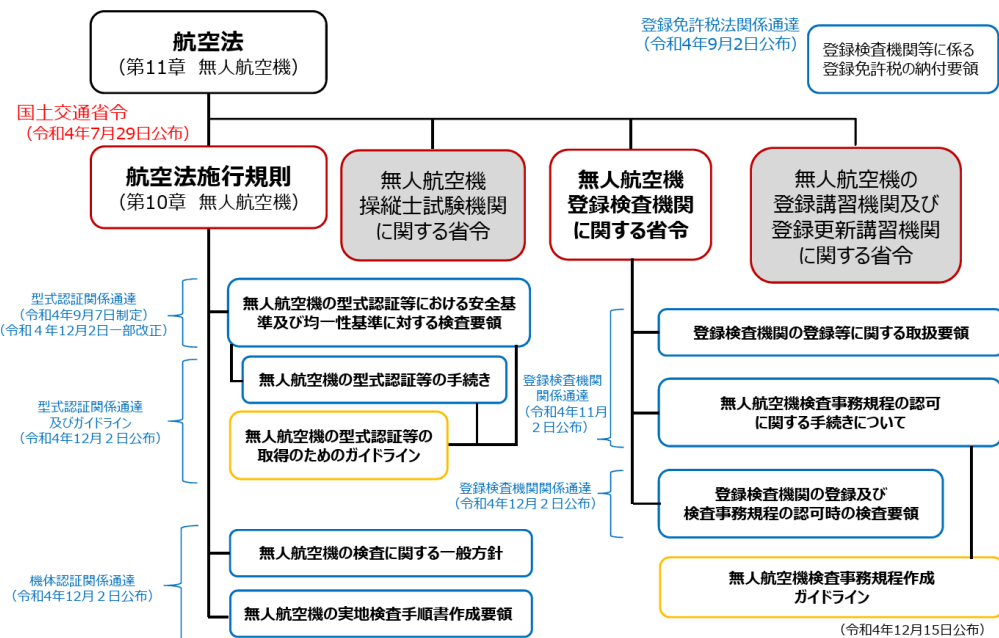 航空法
(第11章 無人航空機)
登録免許税法関係通達
(令和4年9月2日公布)
登録検査機関等に係る
登録免許税の納付要領
国土交通省令
(令和4年7月29日公布)
航空法施行規則
(第10章 無人航空機)
無人航空機
操縦士試験機関
に関する省令
無人航空機
登録検査機関
に関する省令
無人航空機の
登録講習機関及び
登録更新講習機関
に関する省令
型式認証関係通達
(令和4年9月7日制定)
(令和4年12月2日一部改正)
無人航空機の型式認証等における安全基
準及び均一性基準に対する検査要領
無人航空機の型式認証等の手続き
型式認証関係通達
及びガイドライン
(令和4年12月2日公布)
無人航空機の型式認証等の
取得のためのガイドライン
機体認証関係通達
(令和4年12月2日公布)
無人航空機の検査に関する一般方針
無人航空機の実地検査手順書作成要領
登録検査機関
関係通達
(令和4年11月
2日公布)
登録検査機関の登録等に関する取扱要領
無人航空機検査事務規程の認可
に関する手続きについて
登録検査機関関係通達
(令和4年12月2日公布)
登録検査機関の登録及び
検査事務規程の認可時の検査要領
無人航空機検査事務規程作成
ガイドライン
(令和4年12月15日公布)